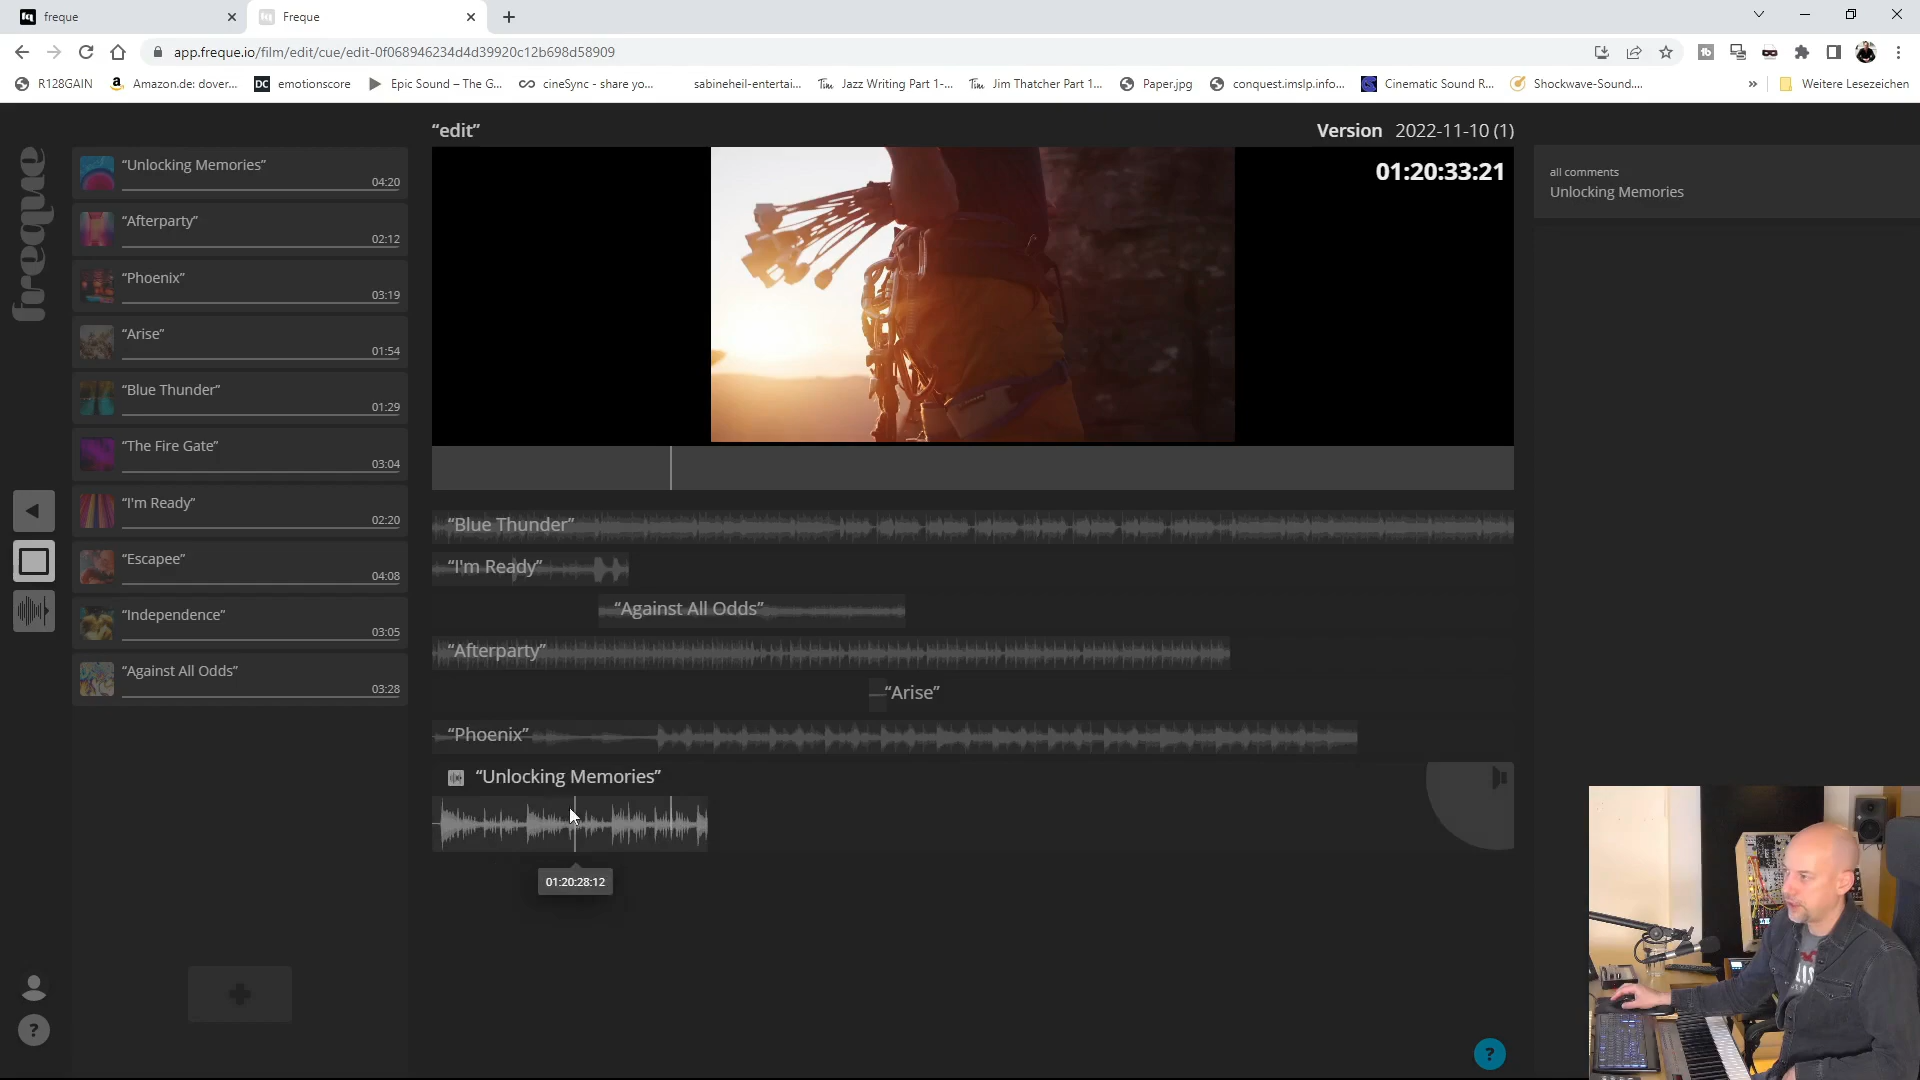 freque
Freque
app.freque.io/film/edit/cue/edit-0f068946234d4d39920c12b698d58909
R128GAIN
Amazon.de: dover...
DC emotionscore
Epic Sound – The G...
cineSync - share yo...
sabineheil-entertai...
Jazz Writing Part 1-...
Jim Thatcher Part 1...
Paper.jpg
conquest.imslp.info...
Cinematic Sound R...
Shockwave-Sound....
»
Weitere Lesezeichen
freque
“edit”
Version 2022-11-10 (1)
01:20:33:21
all comments
Unlocking Memories
“Unlocking Memories”
04:20
“Afterparty”
02:12
“Phoenix”
03:19
“Arise”
01:54
“Blue Thunder”
01:29
“The Fire Gate”
03:04
“I'm Ready”
02:20
“Escapee”
04:08
“Independence”
03:05
“Against All Odds”
03:28
“Blue Thunder”
“I'm Ready”
“Against All Odds”
“Afterparty”
“Arise”
“Phoenix”
“Unlocking Memories”
01:20:28:12
?
?